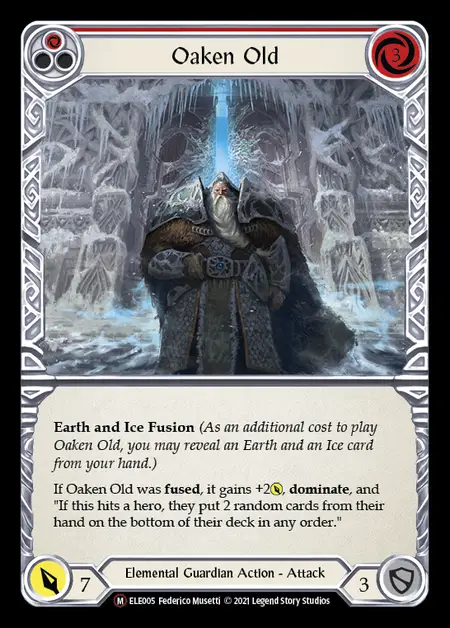 Oaken Old
3
Earth and Ice Fusion (As an additional cost to play
Oaken Old, you may reveal an Earth and an Ice card
from your hand.)
If Oaken Old was fused, it gains +2, dominate, and
"If this hits a hero, they put 2 random cards from their
hand on the bottom of their deck in any order."
7
Elemental Guardian Action - Attack
3
M ELE005 Federico Musetti © 2021 Legend Story Studios